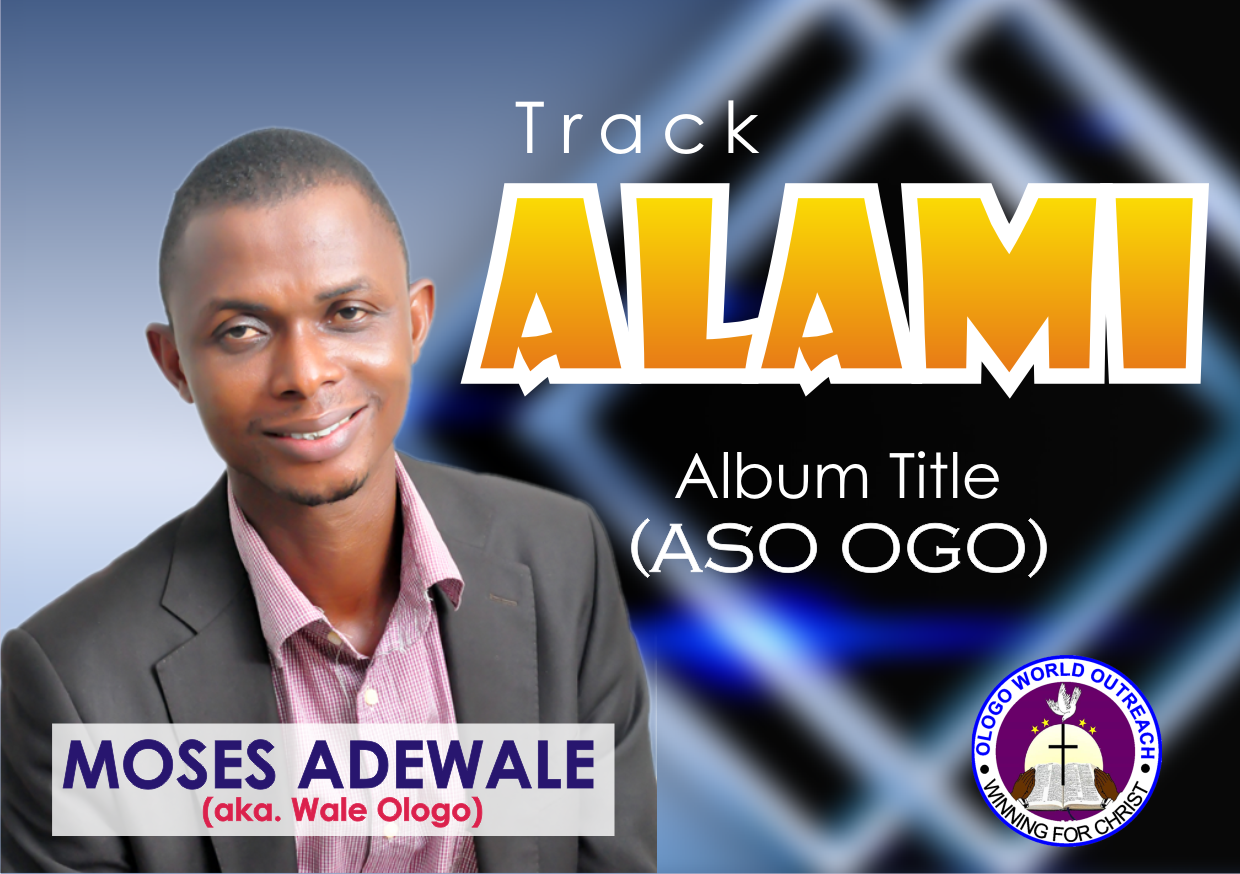 Track
ALAMI
Album Title
(ASO OGO)
MOSES ADEWALE
(aka. Wale Ologo)
OLOGO WORLD OUTREACH
• WINNING FOR CHRIST •